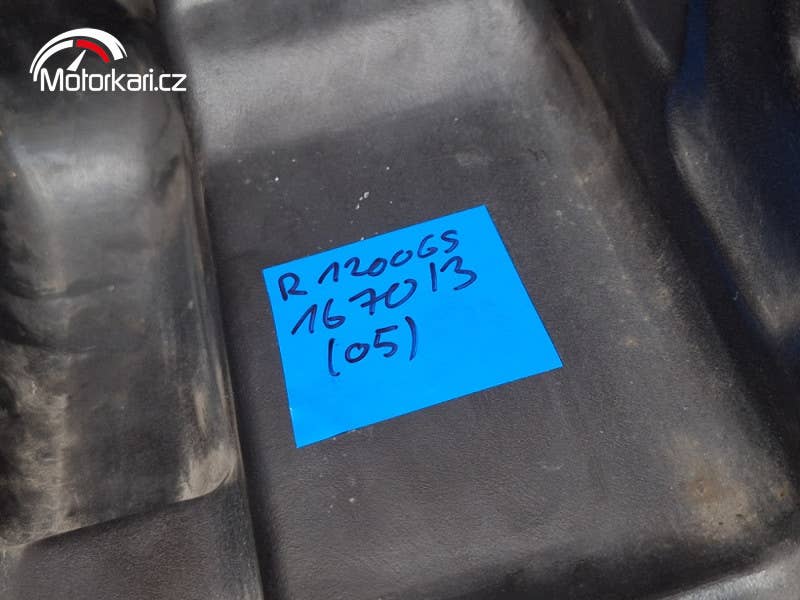 Motorkari.cz
R 1200GS
167013
(05)